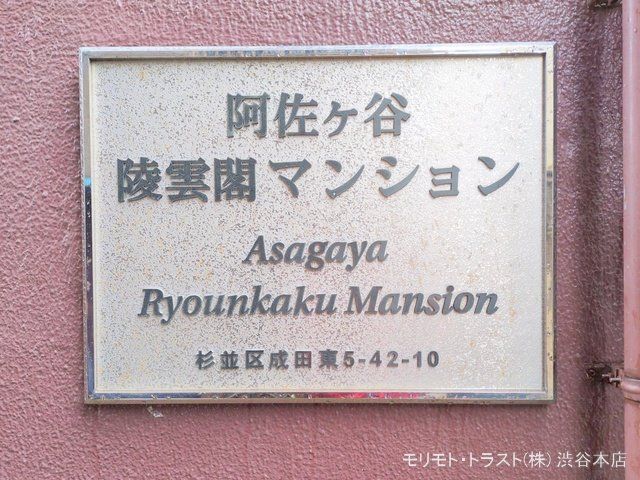 阿佐ヶ谷
陵雲閣マンション
Asagaya
Ryounkaku Mansion
杉並区成田東5-42-10
モリモト・トラスト(株) 渋谷本店